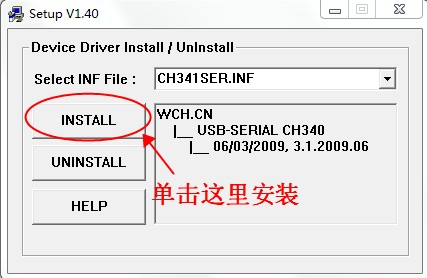 Setup V1.40
Device Driver Install / UnInstall
Select INF File :
CH341SER.INF
INSTALL
WCH.CN
|__ USB-SERIAL CH340
|__ 06/03/2009, 3.1.2009.06
UNINSTALL
单击这里安装
HELP